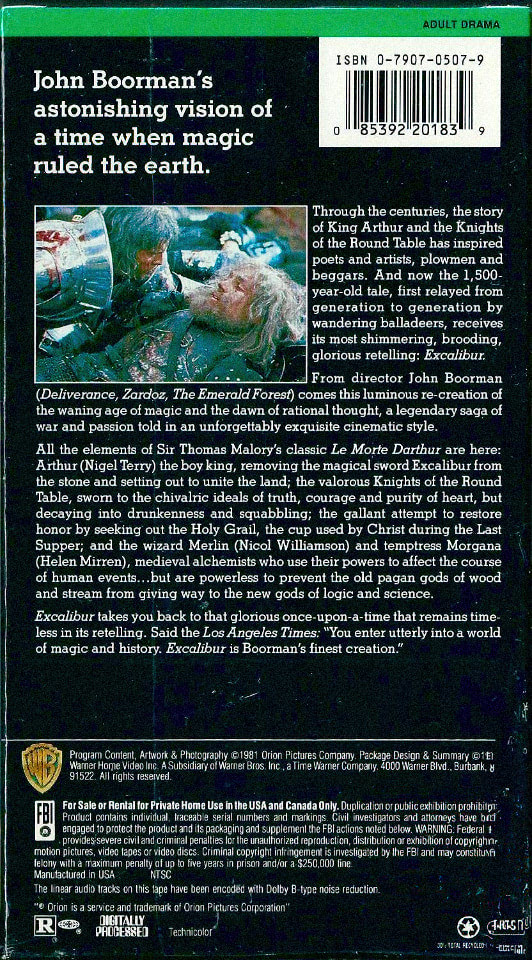 ADULT DRAMA
ISBN 0-7907-0507-9
0 85392 20183 9
John Boorman's
astonishing vision of
a time when magic
ruled the earth.
Through the centuries, the story
of King Arthur and the Knights
of the Round Table has inspired
poets and artists, plowmen and
beggars. And now the 1,500-
year-old tale, first relayed from
generation to generation by
wandering balladeers, receives
its most shimmering, brooding,
glorious retelling: Excalibur.
From director John Boorman
(Deliverance, Zardoz, The Emerald Forest) comes this luminous re-creation of
the waning age of magic and the dawn of rational thought, a legendary saga of
war and passion told in an unforgettably exquisite cinematic style.
All the elements of Sir Thomas Malory's classic Le Morte Darthur are here:
Arthur (Nigel Terry) the boy king, removing the magical sword Excalibur from
the stone and setting out to unite the land; the valorous Knights of the Round
Table, sworn to the chivalric ideals of truth, courage and purity of heart, but
decaying into drunkenness and squabbling; the gallant attempt to restore
honor by seeking out the Holy Grail, the cup used by Christ during the Last
Supper; and the wizard Merlin (Nicol Williamson) and temptress Morgana
(Helen Mirren), medieval alchemists who use their powers to affect the course
of human events...but are powerless to prevent the old pagan gods of wood
and stream from giving way to the new gods of logic and science.
Excalibur takes you back to that glorious once-upon-a-time that remains time-
less in its retelling. Said the Los Angeles Times: "You enter utterly into a world
of magic and history. Excalibur is Boorman's finest creation."
WB
Program Content, Artwork & Photography ©1981 Orion Pictures Company. Package Design & Summary
Warner Home Video Inc. A Subsidiary of Warner Bros. Inc., a Time Warner Company, 4000 Warner Blvd., Burbank,
91522. All rights reserved.
FBI
For Sale or Rental for Private Home Use in the USA and Canada Only. Duplication or public exhibition
Product contains individual, traceable serial numbers and markings. Civil investigators and attorneys have
engaged to protect the product and its packaging and supplement the FBI actions noted below. WARNING: Federal
provides severe civil and criminal penalties for the unauthorized reproduction, distribution or exhibition of
motion pictures, video tapes or video discs. Criminal copyright infringement is investigated by the FBI and may
felony with a maximum penalty of up to five years in prison and/or a $250,000 fine.
Manufactured in USA NTSC
The linear audio tracks on this tape have been encoded with Dolby B-type noise reduction.
"® Orion is a service and trademark of Orion Pictures Corporation"
R DIGITALLY PROCESSED Technicolor